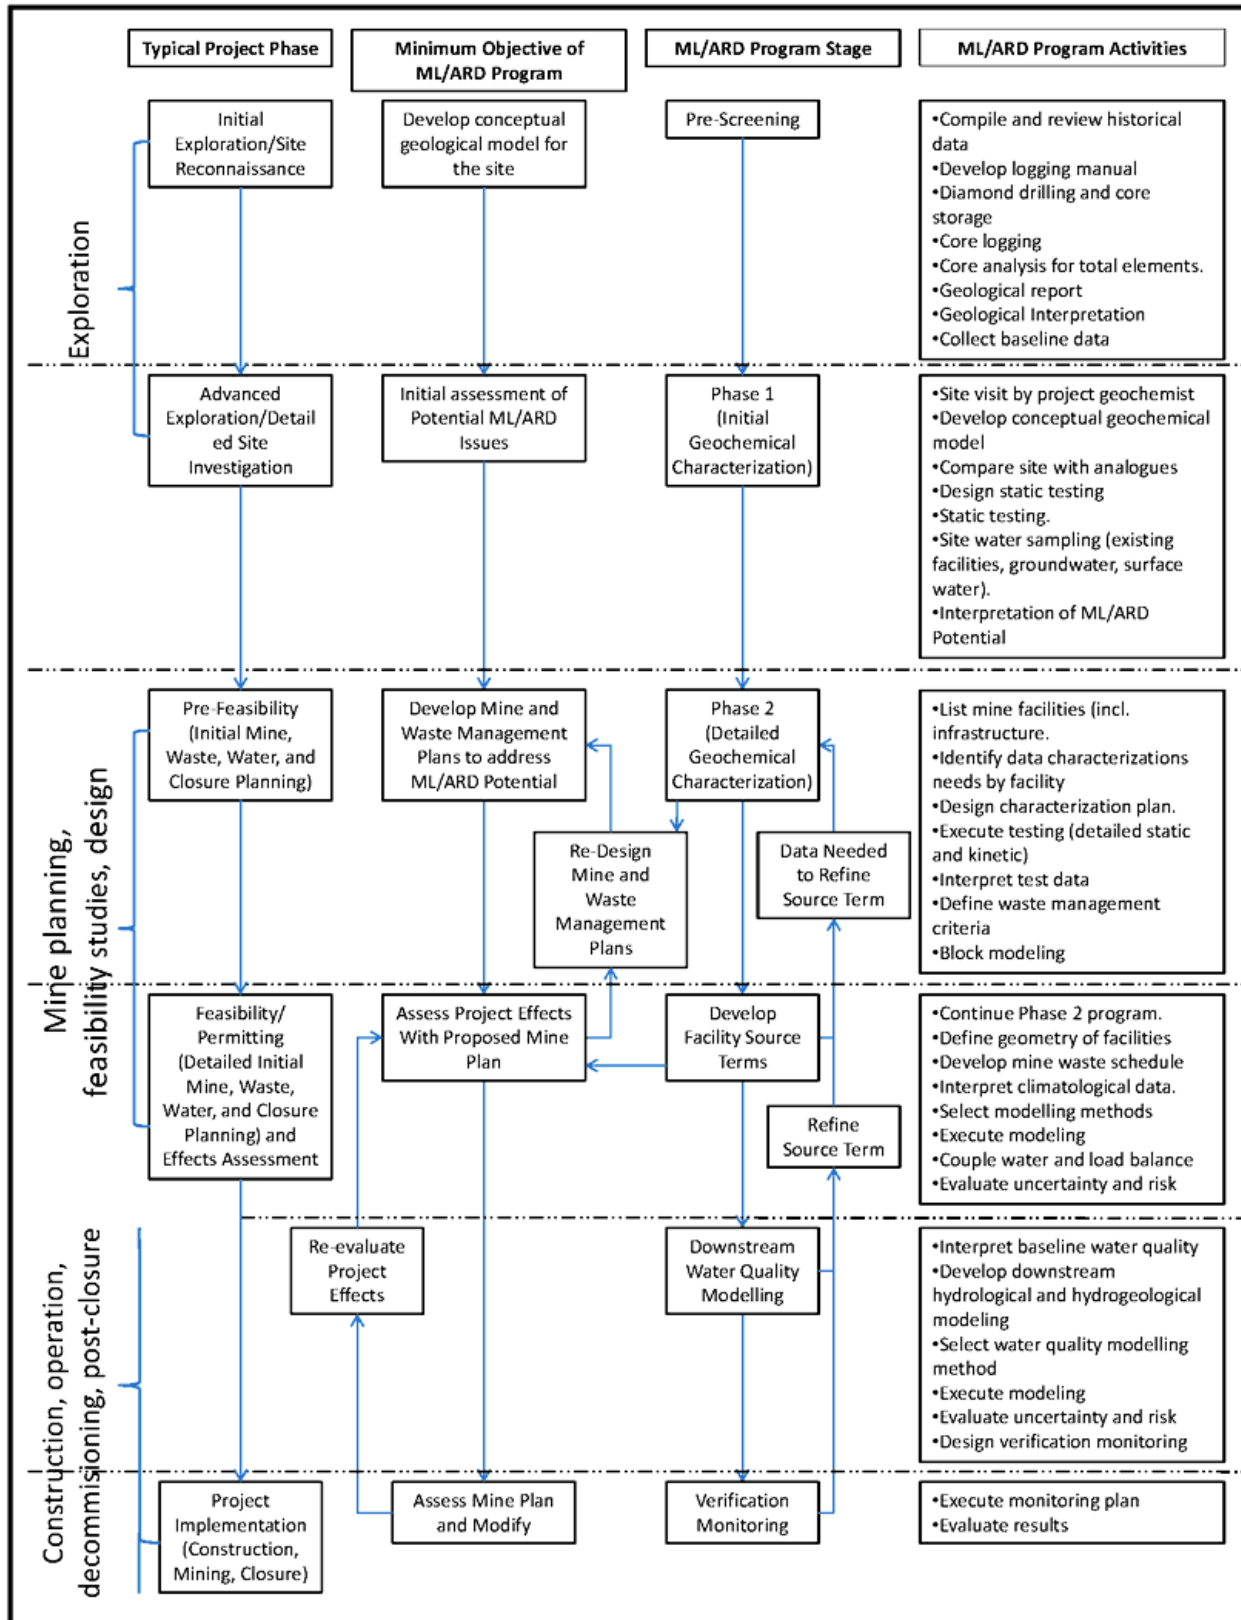 Typical Project Phase
Minimum Objective of
ML/ARD Program
ML/ARD Program Stage
ML/ARD Program Activities
Exploration
Initial
Exploration/Site
Reconnaissance
Develop conceptual
geological model for
the site
Pre-Screening
•Compile and review historical
data
•Develop logging manual
•Diamond drilling and core
storage
•Core logging
•Core analysis for total elements.
•Geological report
•Geological Interpretation
•Collect baseline data
Advanced
Exploration/Detail
ed Site
Investigation
Initial assessment of
Potential ML/ARD
Issues
Phase 1
(Initial
Geochemical
Characterization)
•Site visit by project geochemist
•Develop conceptual geochemical
model
•Compare site with analogues
•Design static testing
•Static testing.
•Site water sampling (existing
facilities, groundwater, surface
water).
•Interpretation of ML/ARD
Potential
Mine planning,
feasibility studies, design
Pre-Feasibility
(Initial Mine,
Waste, Water, and
Closure Planning)
Develop Mine and
Waste Management
Plans to address
ML/ARD Potential
Phase 2
(Detailed
Geochemical
Characterization)
Re-Design
Mine and
Waste
Management
Plans
Data Needed
to Refine
Source Term
•List mine facilities (incl.
infrastructure.
•Identify data characterizations
needs by facility
•Design characterization plan.
•Execute testing (detailed static
and kinetic)
•Interpret test data
•Define waste management
criteria
•Block modeling
Feasibility/
Permitting
(Detailed Initial
Mine, Waste,
Water, and Closure
Planning) and
Effects Assessment
Assess Project Effects
With Proposed Mine
Plan
Develop
Facility Source
Terms
Refine
Source Term
•Continue Phase 2 program.
•Define geometry of facilities
•Develop mine waste schedule
•Interpret climatological data.
•Select modelling methods
•Execute modeling
•Couple water and load balance
•Evaluate uncertainty and risk
Construction, operation,
decommisioning, post-closure
Re-evaluate
Project
Effects
Downstream
Water Quality
Modelling
•Interpret baseline water quality
•Develop downstream
hydrological and hydrogeological
modeling
•Select water quality modelling
method
•Execute modeling
•Evaluate uncertainty and risk
•Design verification monitoring
Project
Implementation
(Construction,
Mining, Closure)
Assess Mine Plan
and Modify
Verification
Monitoring
•Execute monitoring plan
•Evaluate results